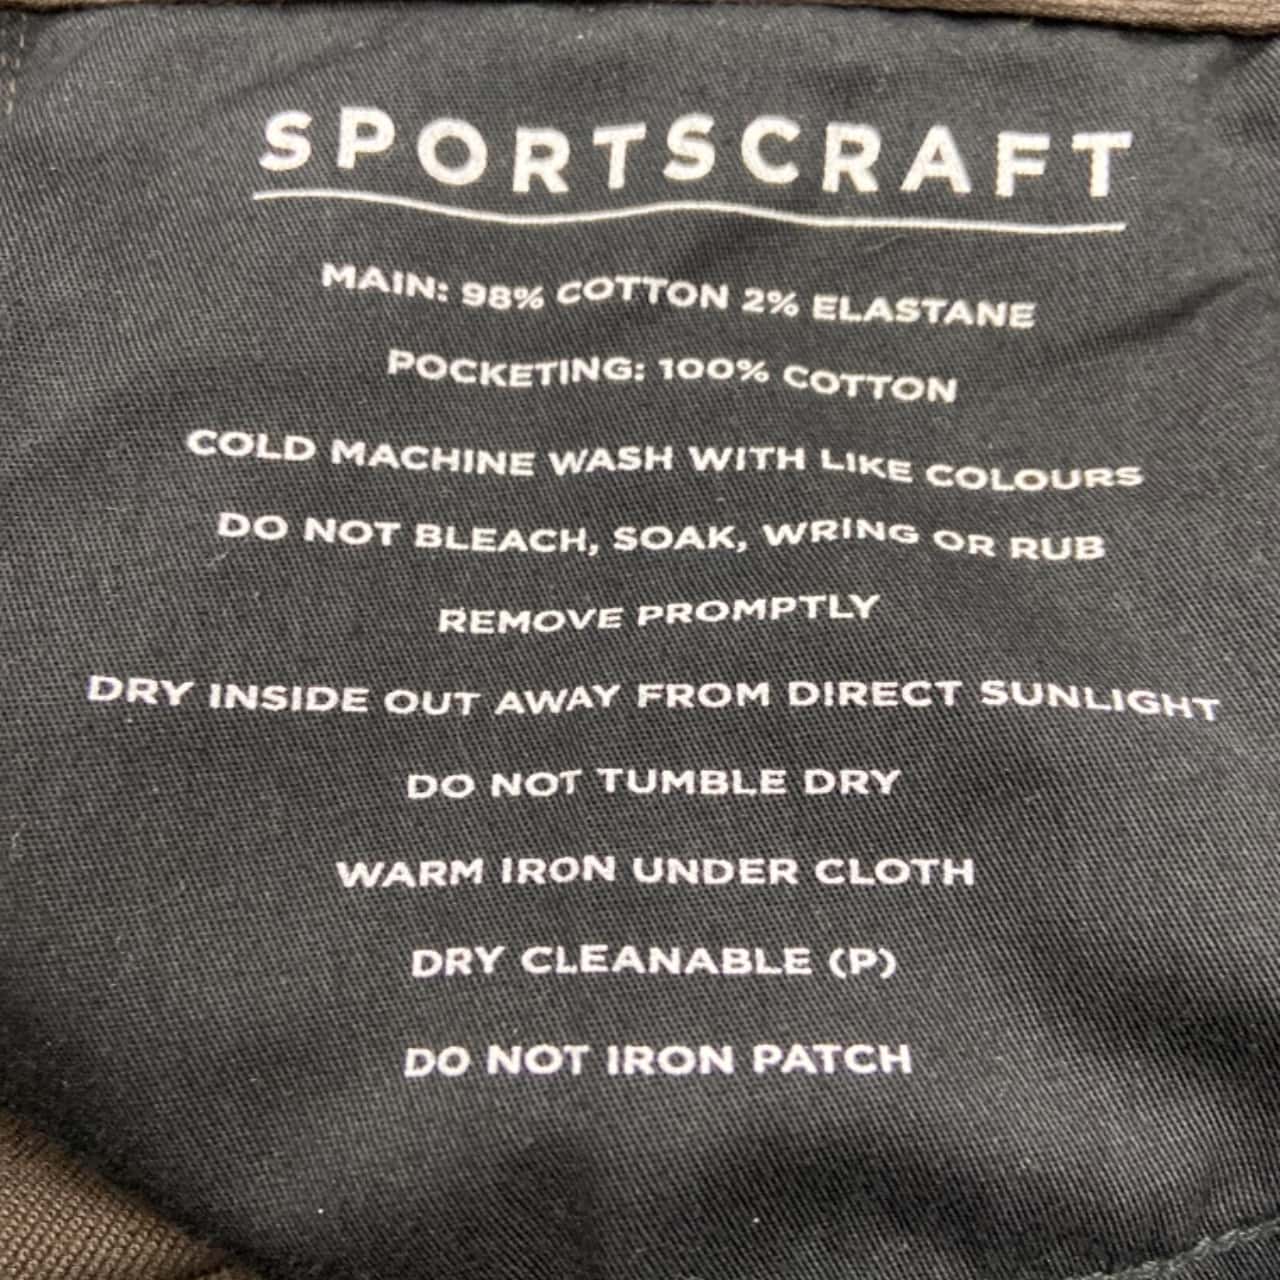 SPORTSCRAFT
MAIN: 98% COTTON 2% ELASTANE
POCKETING: 100% COTTON
COLD MACHINE WASH WITH LIKE COLOURS
DO NOT BLEACH, SOAK, WRING OR RUB
REMOVE PROMPTLY
DRY INSIDE OUT AWAY FROM DIRECT SUNLIGHT
DO NOT TUMBLE DRY
WARM IRON UNDER CLOTH
DRY CLEANABLE (P)
DO NOT IRON PATCH